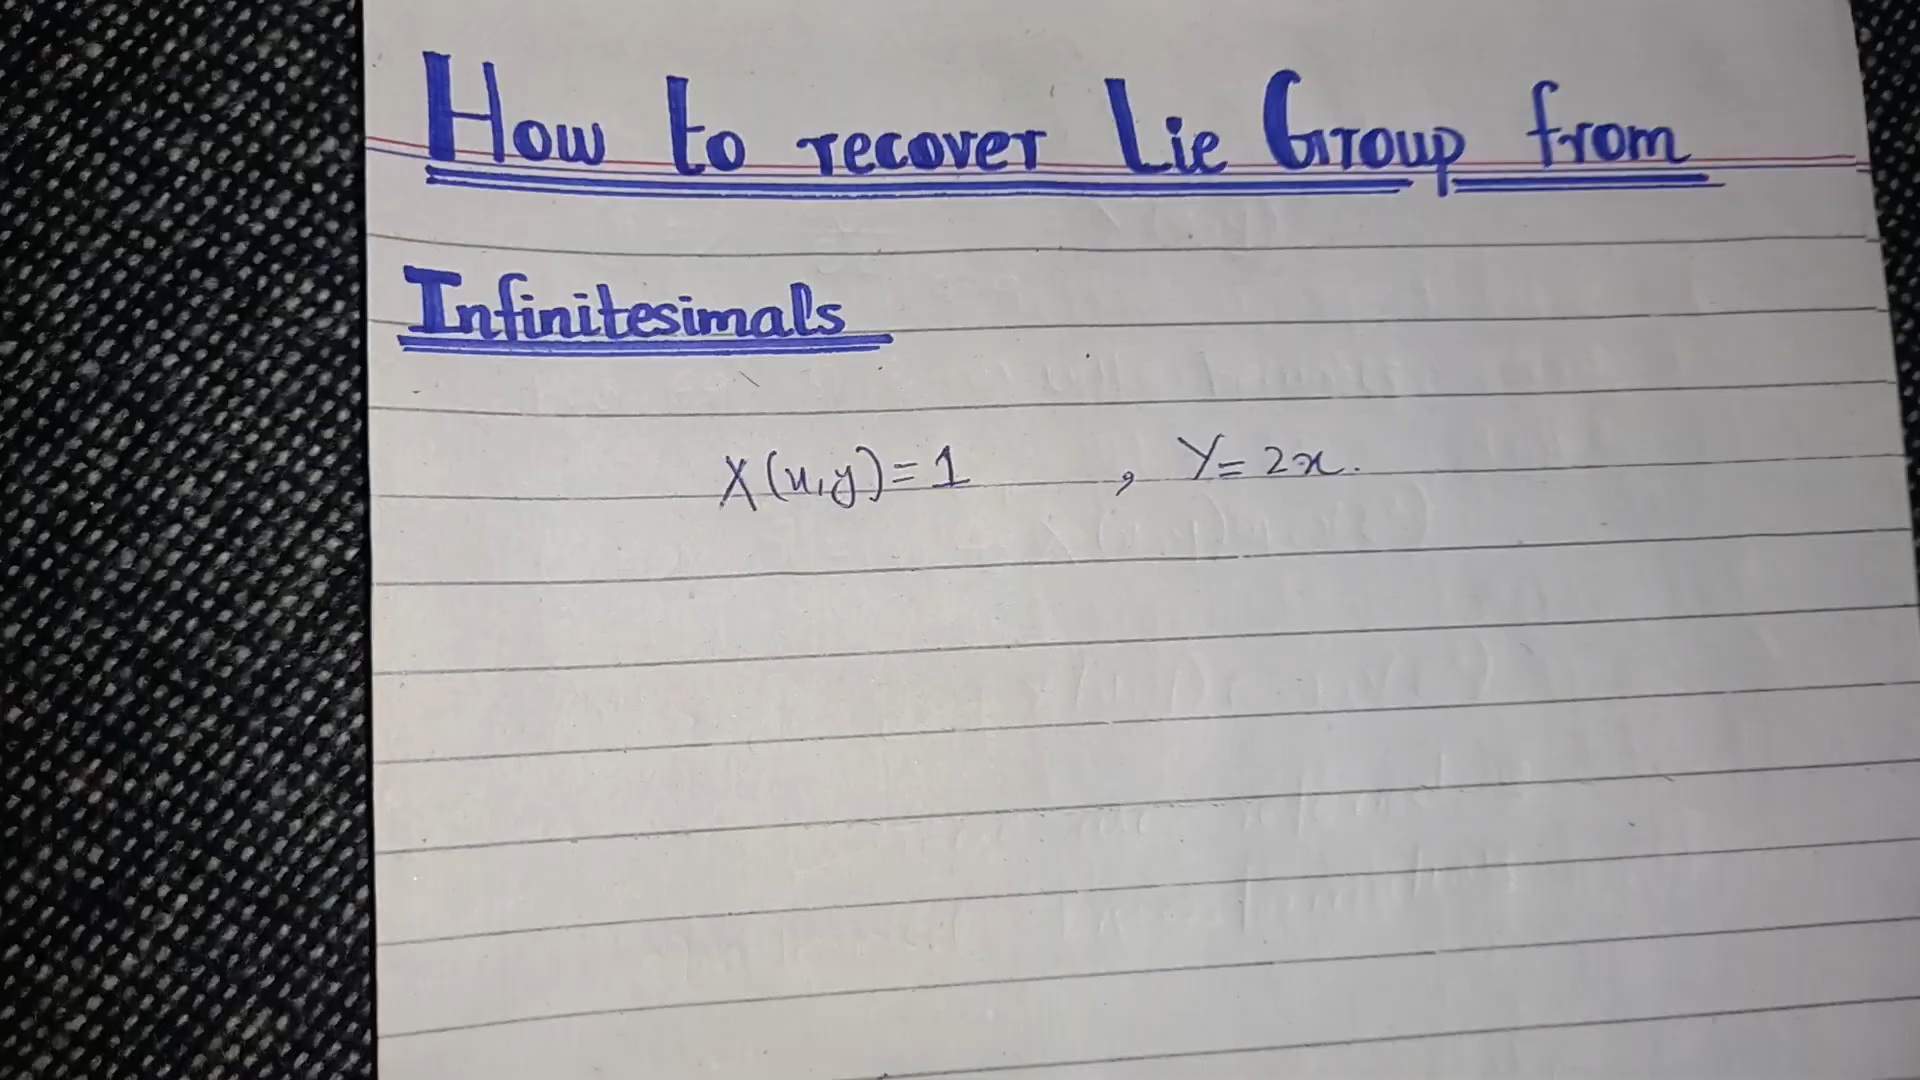 How to recover Lie Group from
Infinitesimals
X(x,y)=1 , Y=2x.